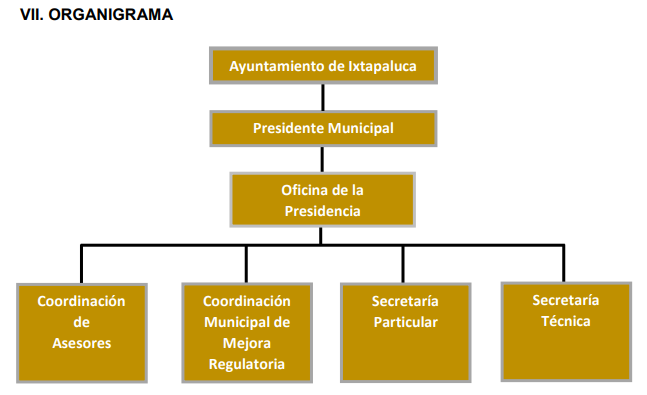 VII. ORGANIGRAMA
Ayuntamiento de Ixtapaluca
Presidente Municipal
Oficina de la
Presidencia
Coordinación
de
Asesores
Coordinación
Municipal de
Mejora
Regulatoria
Secretaría
Particular
Secretaría
Técnica